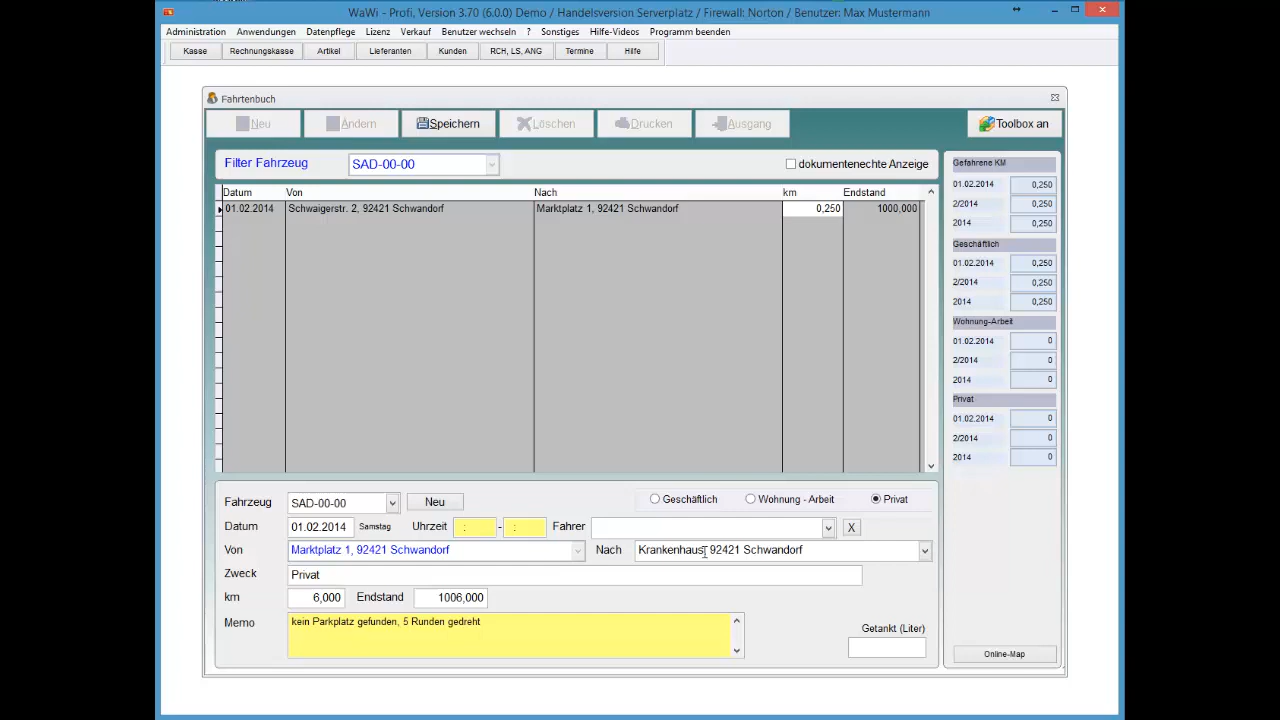 WaWi - Profi, Version 3.70 (6.0.0) Demo / Handelsversion Serverplatz / Firewall: Norton / Benutzer: Max Mustermann
Administration Anwendungen Datenpflege Lizenz Verkauf Benutzer wechseln ? Sonstiges Hilfe-Videos Programm beenden
Kasse Rechnungskasse Artikel Lieferanten Kunden RCH, LS, ANG Termine Hilfe
Fahrtenbuch
Neu Ändern Speichern Löschen Drucken Ausgang Toolbox an
Filter Fahrzeug SAD-00-00 dokumentenechte Anzeige
Datum Von Nach km Endstand
01.02.2014 Schwaigerstr. 2, 92421 Schwandorf Marktplatz 1, 92421 Schwandorf 0,250 1000,000
Gefahrene KM
01.02.2014 0,250
2/2014 0,250
2014 0,250
Geschäftlich
01.02.2014 0,250
2/2014 0,250
2014 0,250
Wohnung-Arbeit
01.02.2014 0
2/2014 0
2014 0
Privat
01.02.2014 0
2/2014 0
2014 0
Fahrzeug SAD-00-00 Neu Geschäftlich Wohnung - Arbeit Privat
Datum 01.02.2014 Samstag Uhrzeit : - : Fahrer X
Von Marktplatz 1, 92421 Schwandorf Nach Krankenhaus, 92421 Schwandorf
Zweck Privat
km 6,000 Endstand 1006,000
Memo kein Parkplatz gefunden, 5 Runden gedreht
Getankt (Liter)
Online-Map